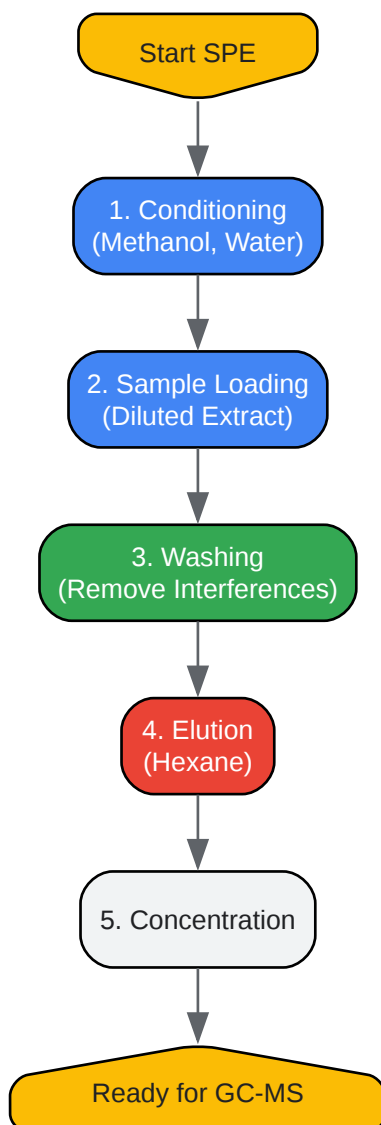 Start SPE
1. Conditioning
(Methanol, Water)
2. Sample Loading
(Diluted Extract)
3. Washing
(Remove Interferences)
4. Elution
(Hexane)
5. Concentration
Ready for GC-MS